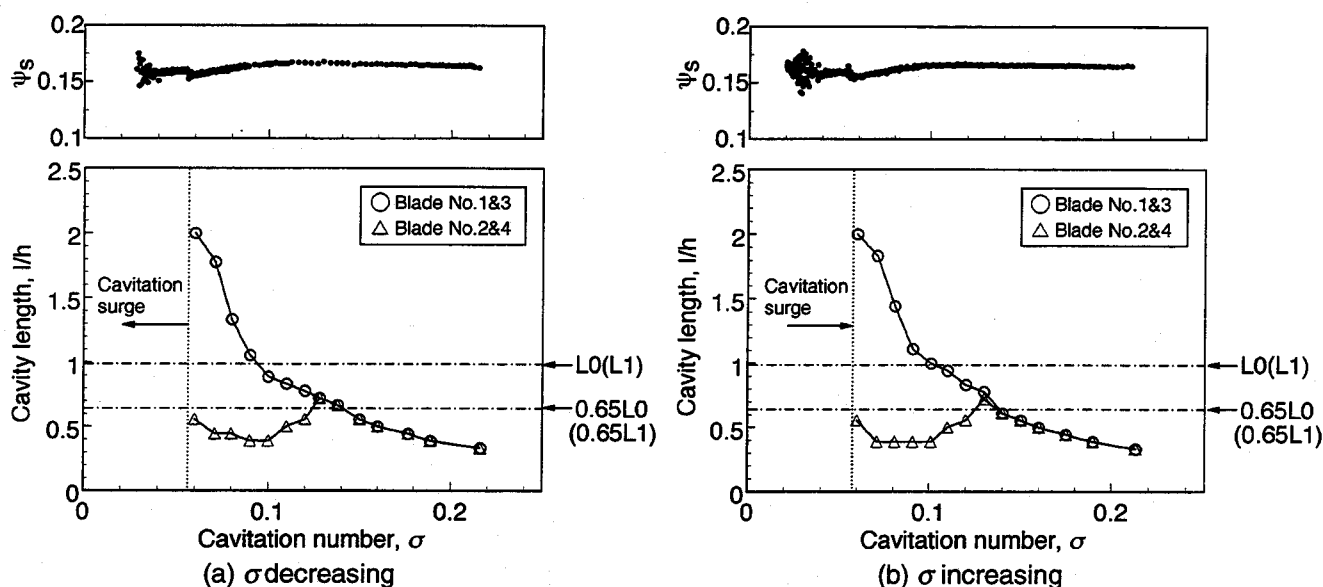 0.2
ψs
0.15
0.1
2.5
2
1.5
1
0.5
0
Cavity length, l/h
Blade No.1&3
Blade No.2&4
Cavitation
surge
L0(L1)
0.65L0
(0.65L1)
0
0.1
0.2
Cavitation number, σ
(a) σ decreasing
0.2
ψs
0.15
0.1
2.5
2
1.5
1
0.5
0
Cavity length, l/h
Blade No.1&3
Blade No.2&4
Cavitation
surge
L0(L1)
0.65L0
(0.65L1)
0
0.1
0.2
Cavitation number, σ
(b) σ increasing